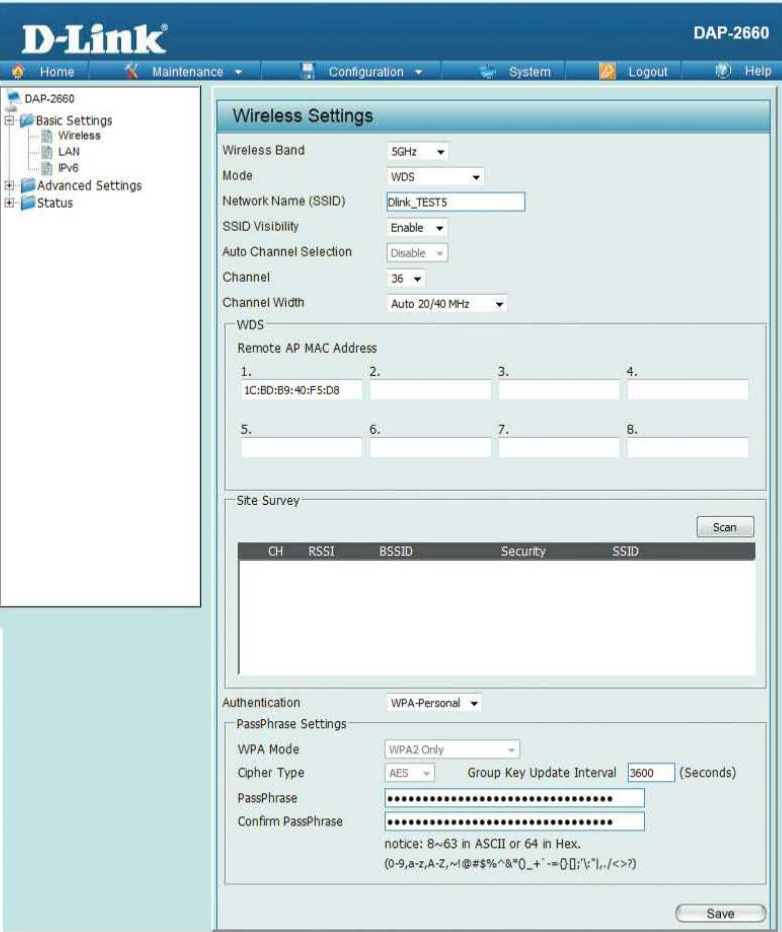 D-Link®
DAP-2660
Home Maintenance Configuration System Logout Help
DAP-2660
Basic Settings
Wireless
LAN
IPv6
Advanced Settings
Status
Wireless Settings
Wireless Band 5GHz
Mode WDS
Network Name (SSID) Dlink_TEST5
SSID Visibility Enable
Auto Channel Selection Disable
Channel 36
Channel Width Auto 20/40 MHz
WDS
Remote AP MAC Address
1. 2. 3. 4.
1C:BD:B9:40:F5:D8
5. 6. 7. 8.
Site Survey
Scan
CH RSSI BSSID Security SSID
Authentication WPA-Personal
PassPhrase Settings
WPA Mode WPA2 Only
Cipher Type AES Group Key Update Interval 3600 (Seconds)
PassPhrase •••••••••••••••••••••••••••••••••
Confirm PassPhrase •••••••••••••••••••••••••••••••••
notice: 8~63 in ASCII or 64 in Hex.
(0-9,a-z,A-Z,~!@#$%^&*()_+`-={}[];'\:"|,./<>?)
Save